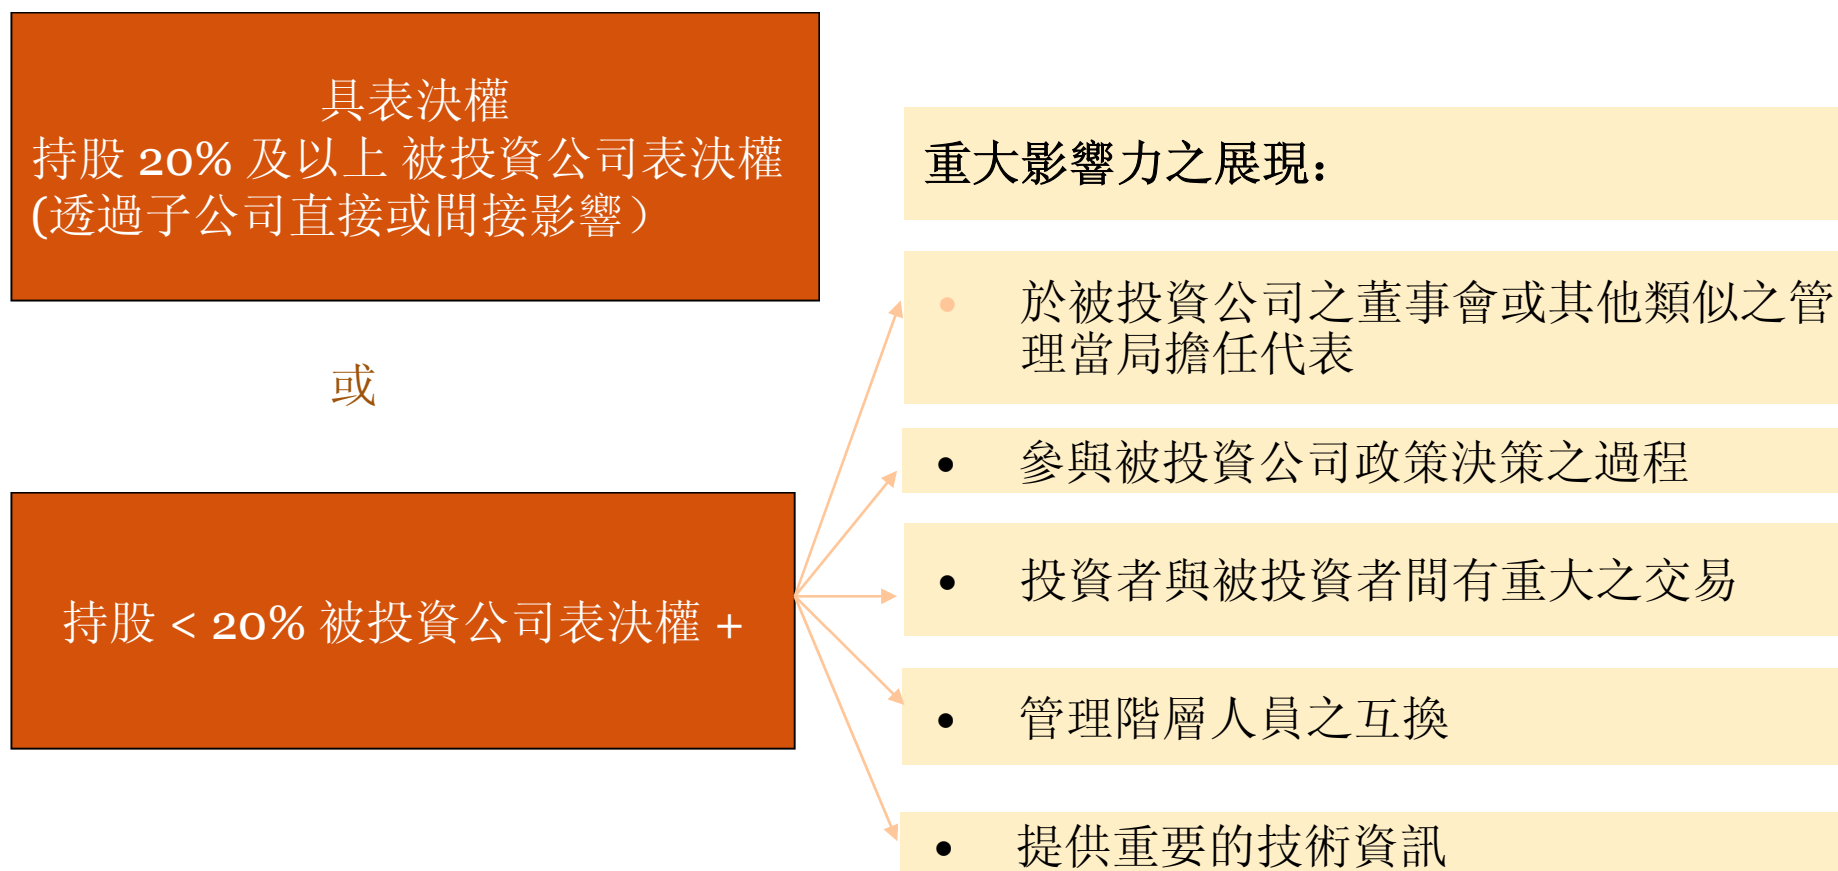 具表決權
持股 20% 及以上 被投資公司表決權
(透過子公司直接或間接影響）
或
持股 < 20% 被投資公司表決權 +
重大影響力之展現：
• 於被投資公司之董事會或其他類似之管
理當局擔任代表
• 參與被投資公司政策決策之過程
• 投資者與被投資者間有重大之交易
• 管理階層人員之互換
• 提供重要的技術資訊